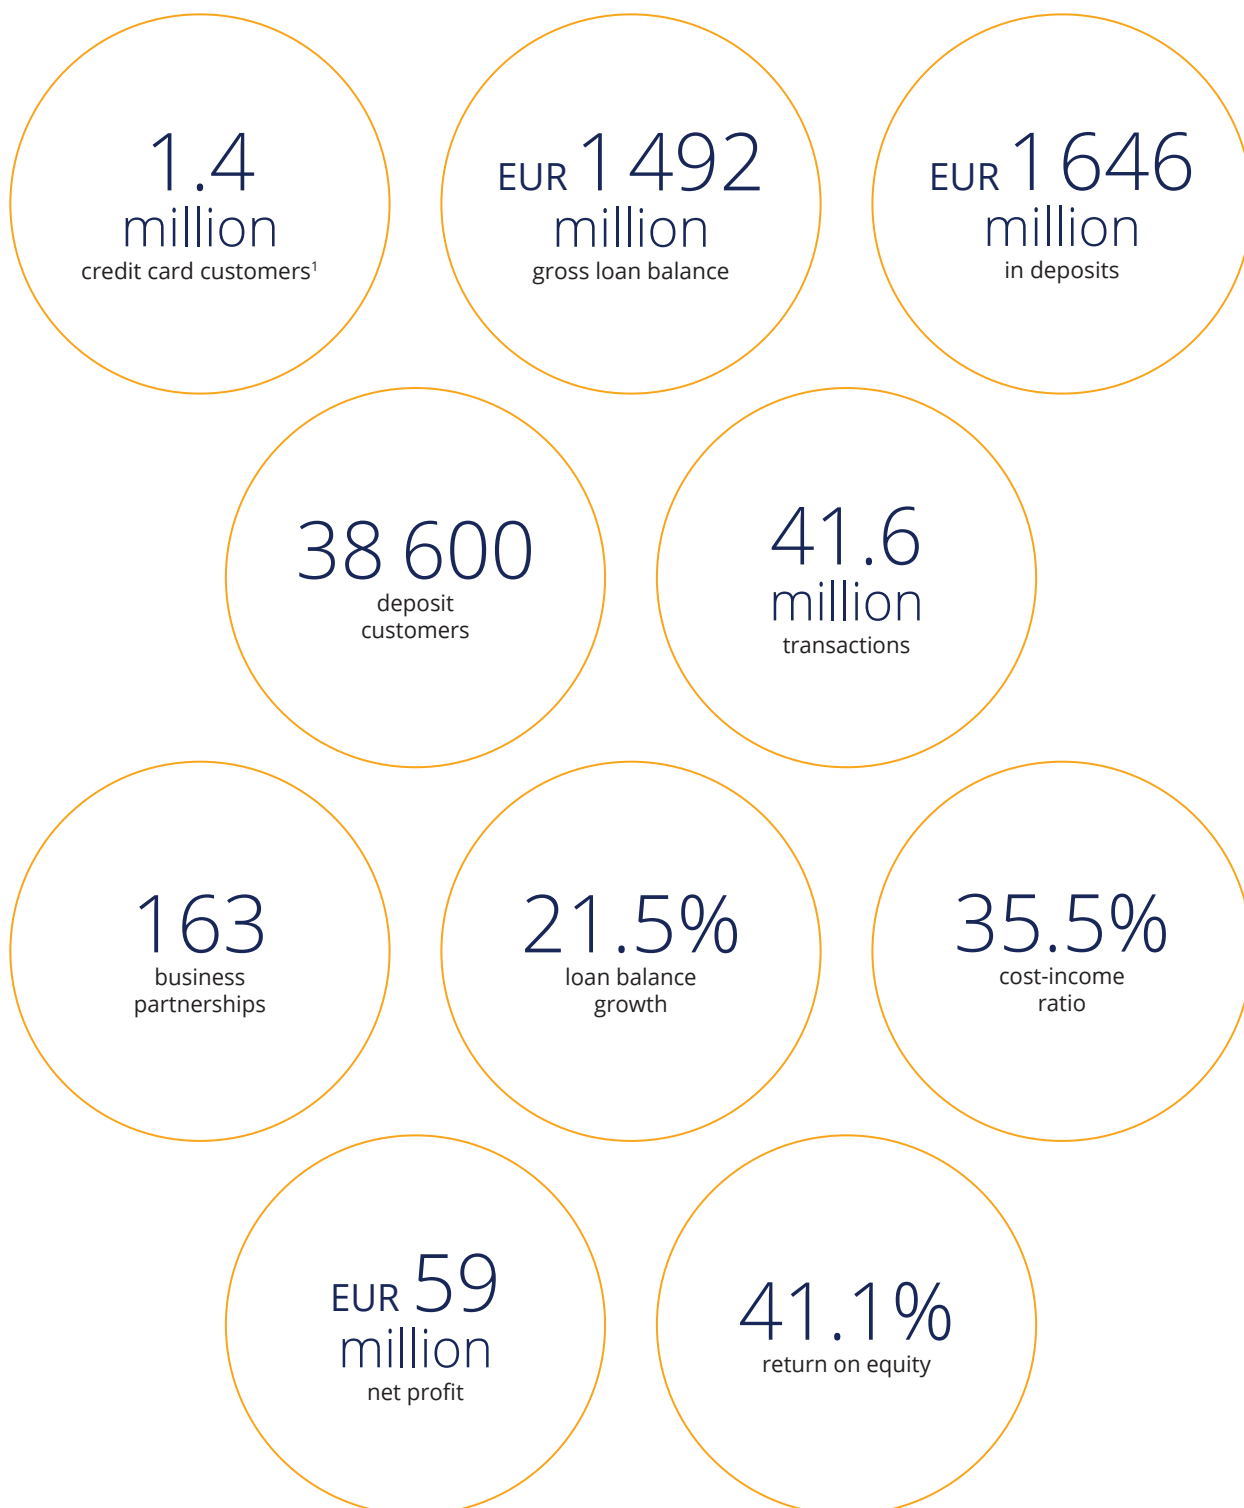 1.4
million
credit card customers¹
EUR 1 492
million
gross loan balance
EUR 1 646
million
in deposits
38 600
deposit
customers
41.6
million
transactions
163
business
partnerships
21.5%
loan balance
growth
35.5%
cost-income
ratio
EUR 59
million
net profit
41.1%
return on equity